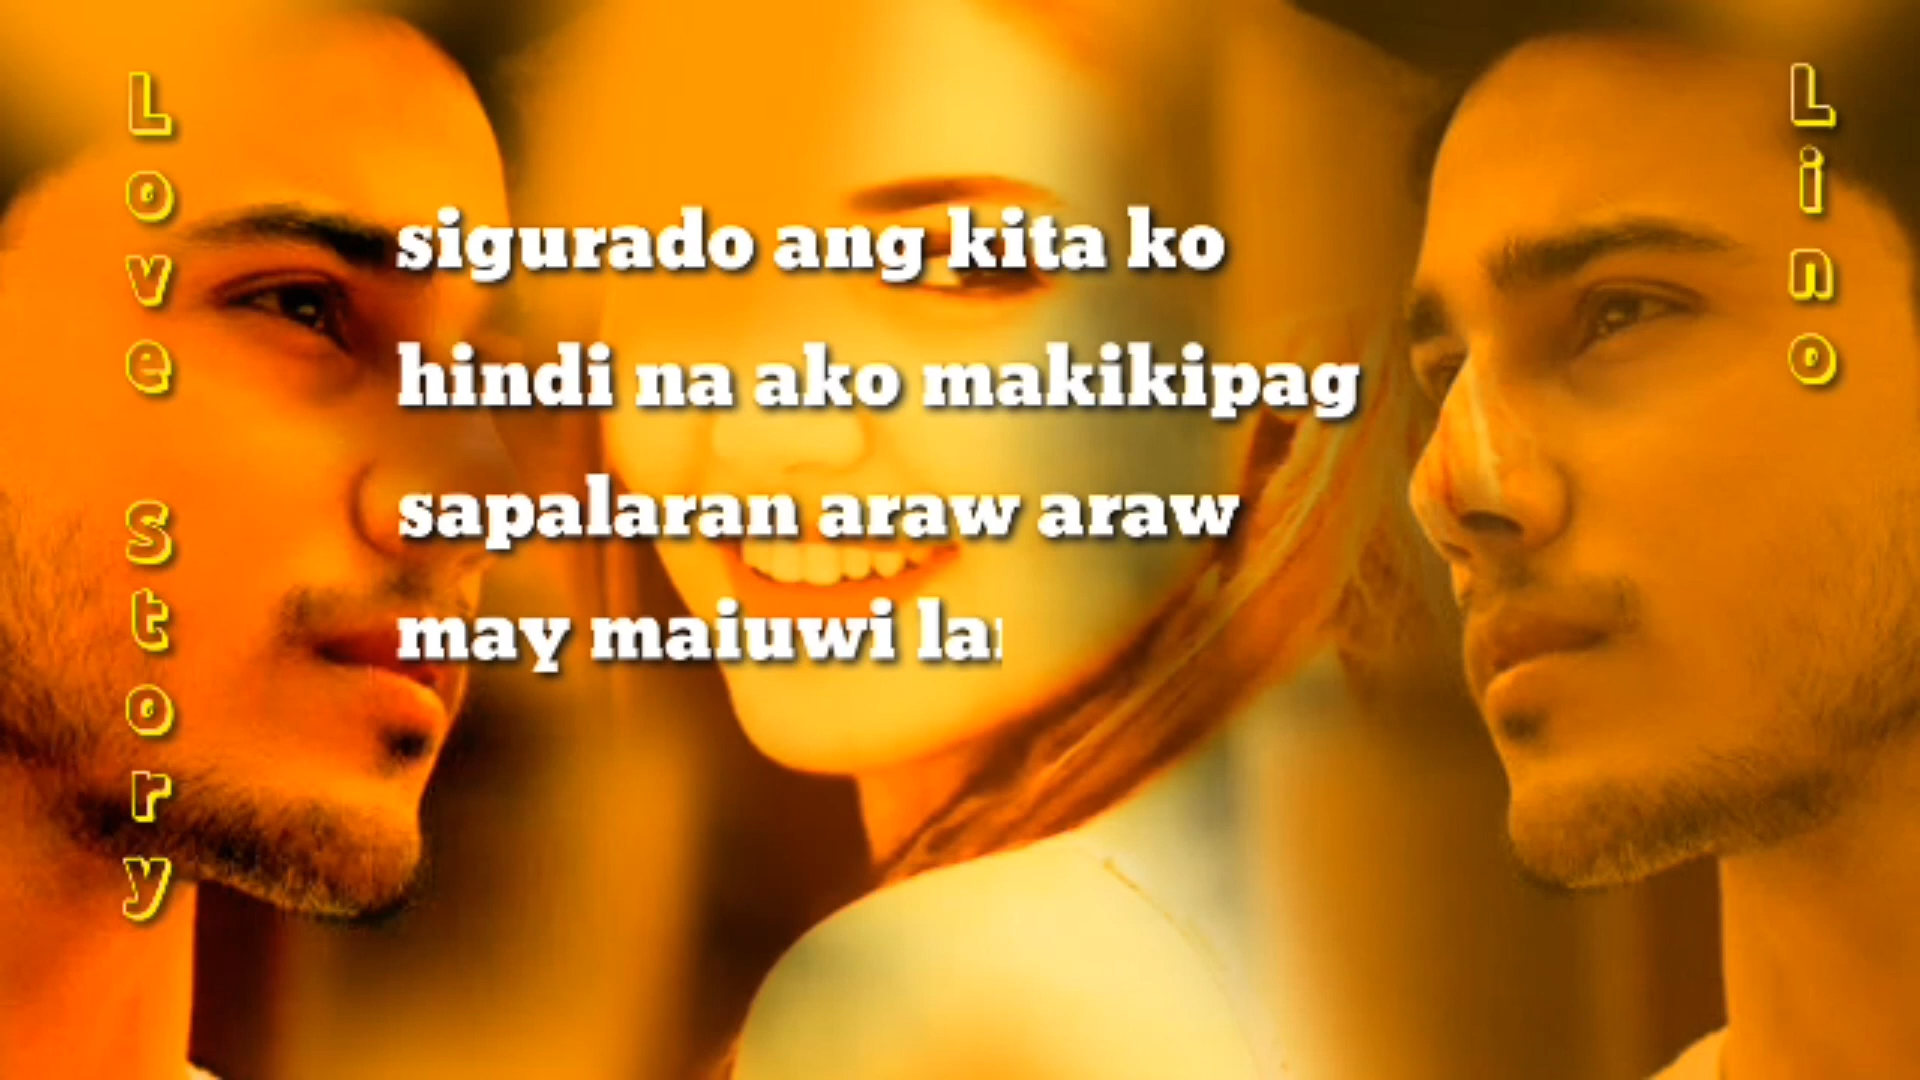 Love Story
sigurado ang kita ko
hindi na ako makikipag
sapalaran araw araw
may maiuwi
Lino